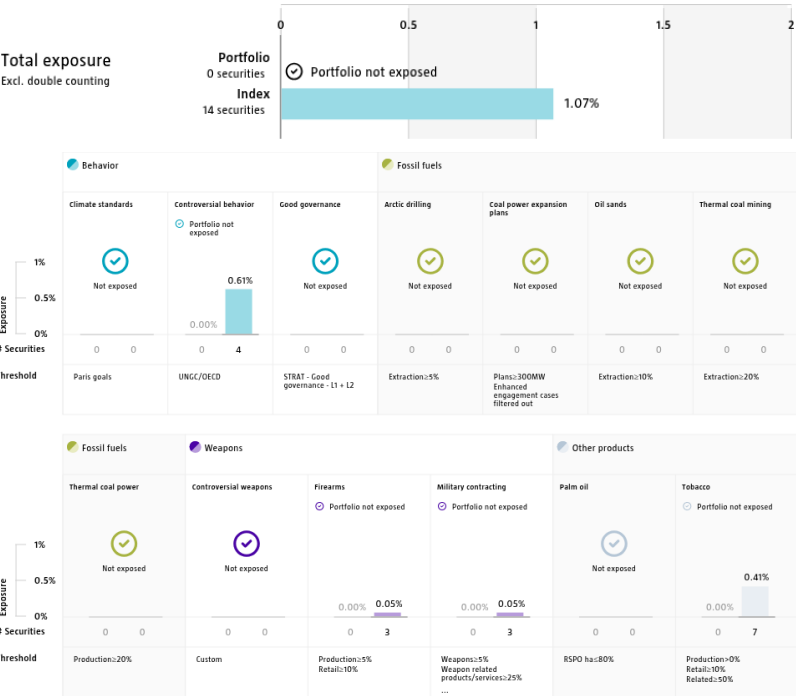 0 0.5 1 1.5 2
Total exposure
Excl. double counting
Portfolio
0 securities
Portfolio not exposed
Index
14 securities
1.07%
Behavior
Fossil fuels
Climate standards
Controversial behavior
Good governance
Arctic drilling
Coal power expansion
plans
Oil sands
Thermal coal mining
Portfolio not
exposed
Not exposed
0.00%
0.61%
Not exposed
Not exposed
Not exposed
Not exposed
Not exposed
1%
0.5%
0%
Exposure
# Securities
0 0 0 4 0 0 0 0 0 0 0 0 0 0
hreshold
Paris goals
UNGC/OECD
STRAT - Good
governance - L1 + L2
Extraction≥5%
Plans≥300MW
Enhanced
engagement cases
filtered out
Extraction≥10%
Extraction≥20%
Fossil fuels
Weapons
Other products
Thermal coal power
Controversial weapons
Firearms
Military contracting
Palm oil
Tobacco
Portfolio not exposed
Portfolio not exposed
Portfolio not exposed
Not exposed
Not exposed
0.00% 0.05%
0.00% 0.05%
Not exposed
0.00% 0.41%
1%
0.5%
0%
Exposure
# Securities
0 0 0 0 0 3 0 3 0 0 0 7
hreshold
Production≥20%
Custom
Production≥5%
Retail≥10%
Weapons≥5%
Weapon related
products/services≥25%
...
RSPO ha≤80%
Production>0%
Retail≥10%
Related≥50%